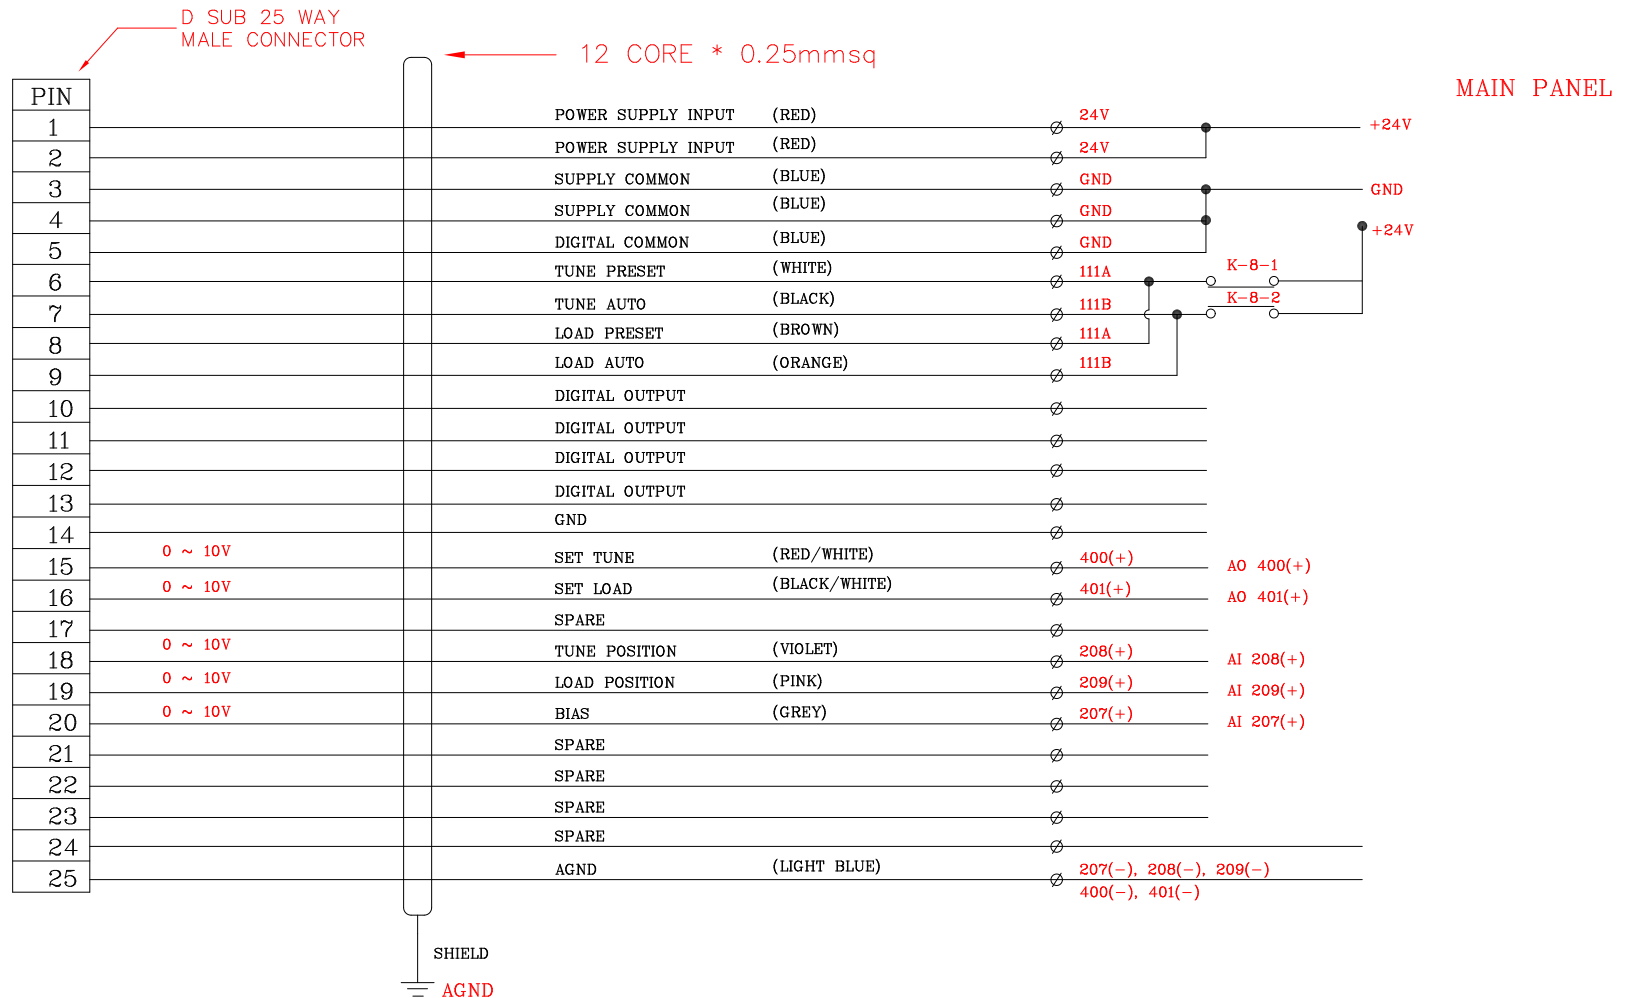 D SUB 25 WAY
MALE CONNECTOR
12 CORE * 0.25mmsq
MAIN PANEL
PIN
1 POWER SUPPLY INPUT (RED) 24V +24V
2 POWER SUPPLY INPUT (RED) 24V
3 SUPPLY COMMON (BLUE) GND GND
4 SUPPLY COMMON (BLUE) GND
+24V
5 DIGITAL COMMON (BLUE) GND
6 TUNE PRESET (WHITE) 111A K-8-1
7 TUNE AUTO (BLACK) 111B K-8-2
8 LOAD PRESET (BROWN) 111A
9 LOAD AUTO (ORANGE) 111B
10 DIGITAL OUTPUT
11 DIGITAL OUTPUT
12 DIGITAL OUTPUT
13 DIGITAL OUTPUT
14 GND
15 0 ~ 10V SET TUNE (RED/WHITE) 400(+) AO 400(+)
16 0 ~ 10V SET LOAD (BLACK/WHITE) 401(+) AO 401(+)
17 SPARE
18 0 ~ 10V TUNE POSITION (VIOLET) 208(+) AI 208(+)
19 0 ~ 10V LOAD POSITION (PINK) 209(+) AI 209(+)
20 0 ~ 10V BIAS (GREY) 207(+) AI 207(+)
21 SPARE
22 SPARE
23 SPARE
24 SPARE
25 AGND (LIGHT BLUE) 207(-), 208(-), 209(-)
400(-), 401(-)
SHIELD
AGND